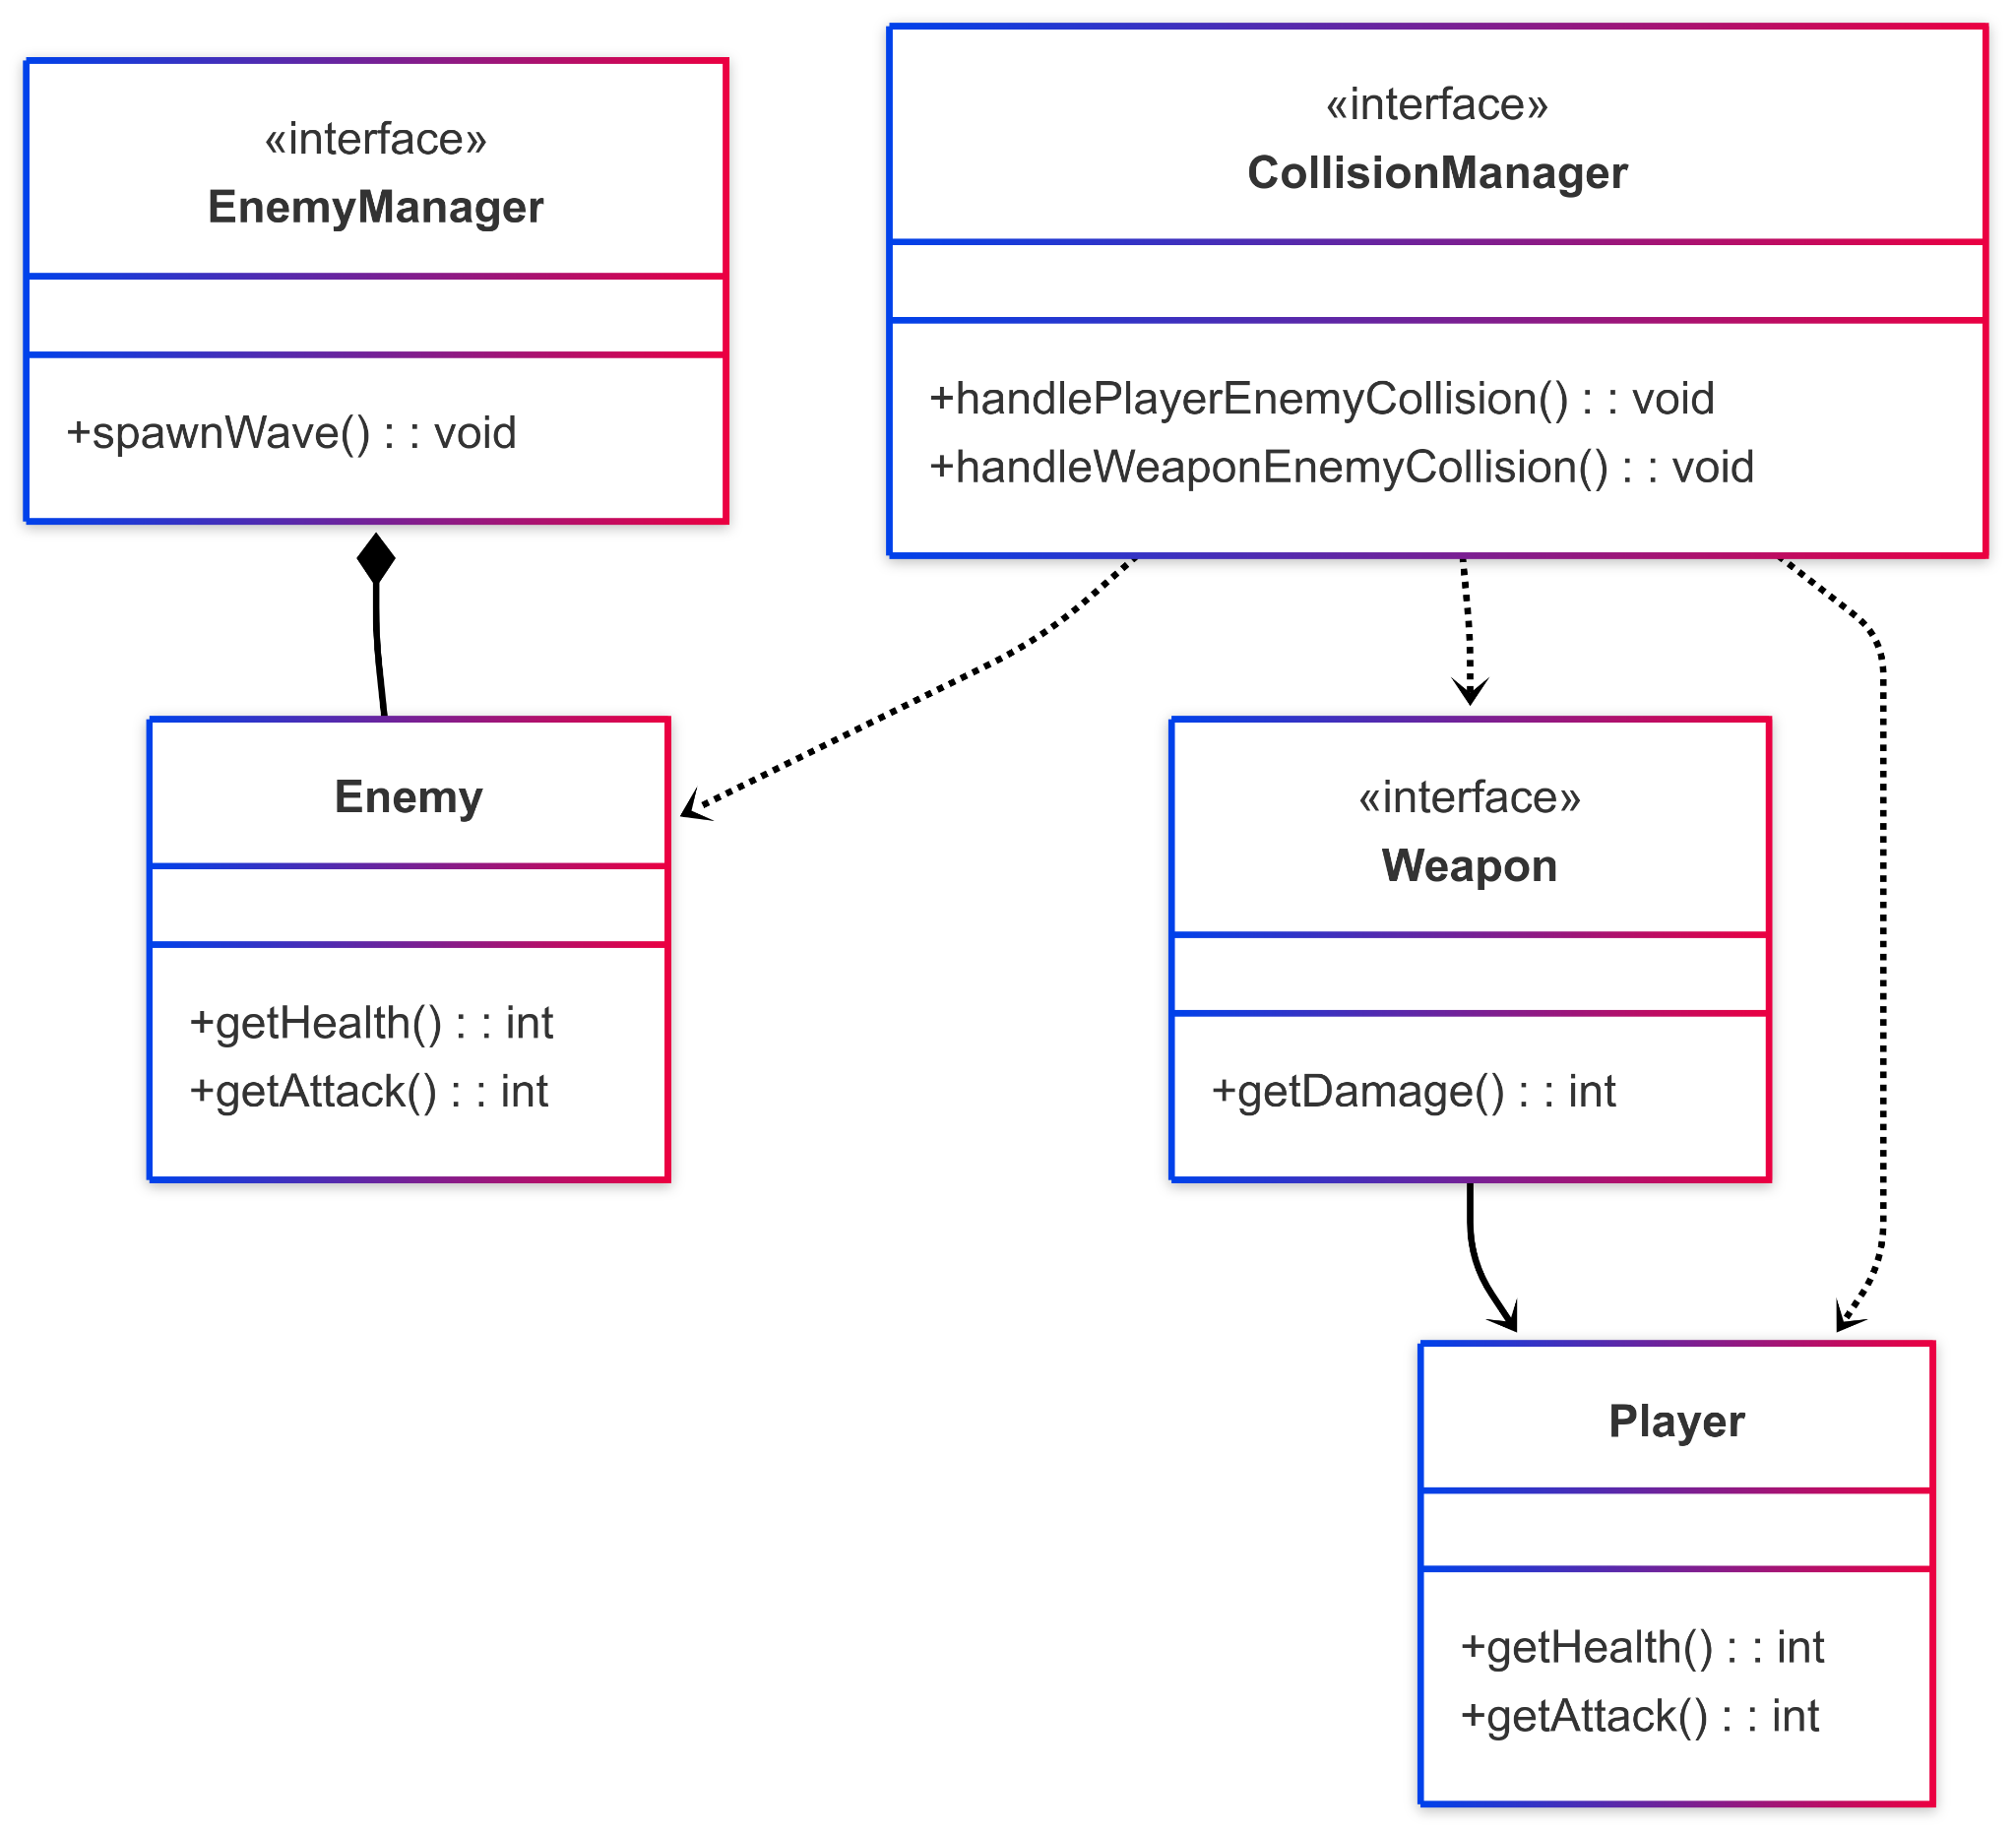 «interface»
EnemyManager
+spawnWave() : : void
«interface»
CollisionManager
+handlePlayerEnemyCollision() : : void
+handleWeaponEnemyCollision() : : void
Enemy
+getHealth() : : int
+getAttack() : : int
«interface»
Weapon
+getDamage() : : int
Player
+getHealth() : : int
+getAttack() : : int